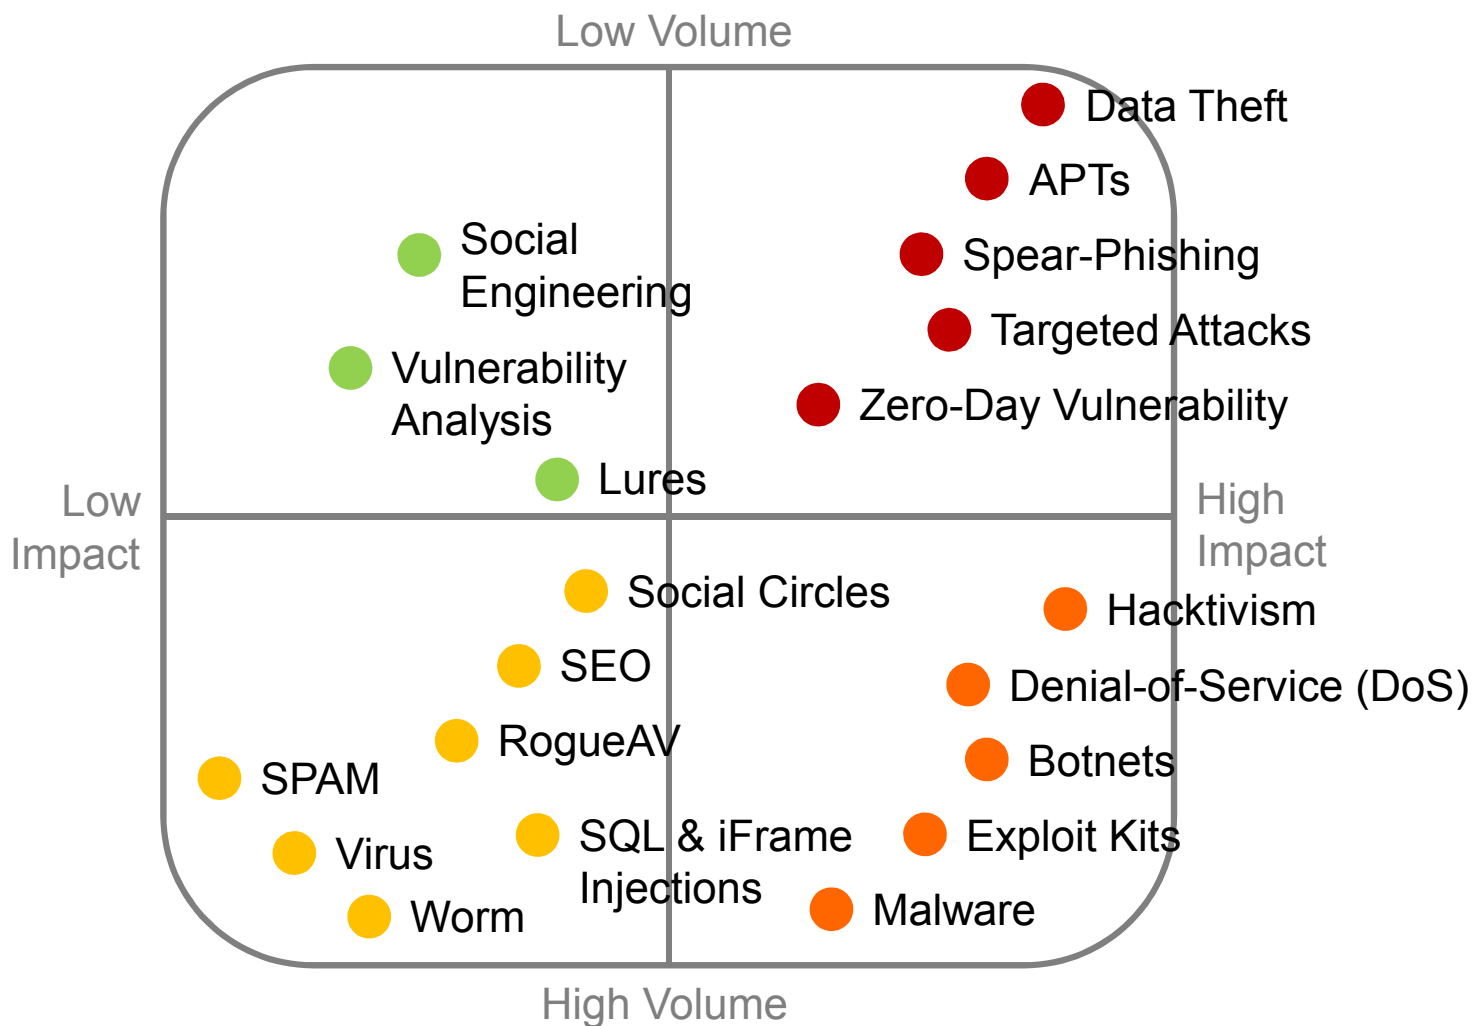 Low Volume
Data Theft
APTs
Social
Engineering
Spear-Phishing
Targeted Attacks
Vulnerability
Analysis
Zero-Day Vulnerability
Lures
Low
Impact
High
Impact
Social Circles
Hacktivism
SEO
Denial-of-Service (DoS)
RogueAV
Botnets
SPAM
SQL & iFrame
Injections
Exploit Kits
Virus
Worm
Malware
High Volume